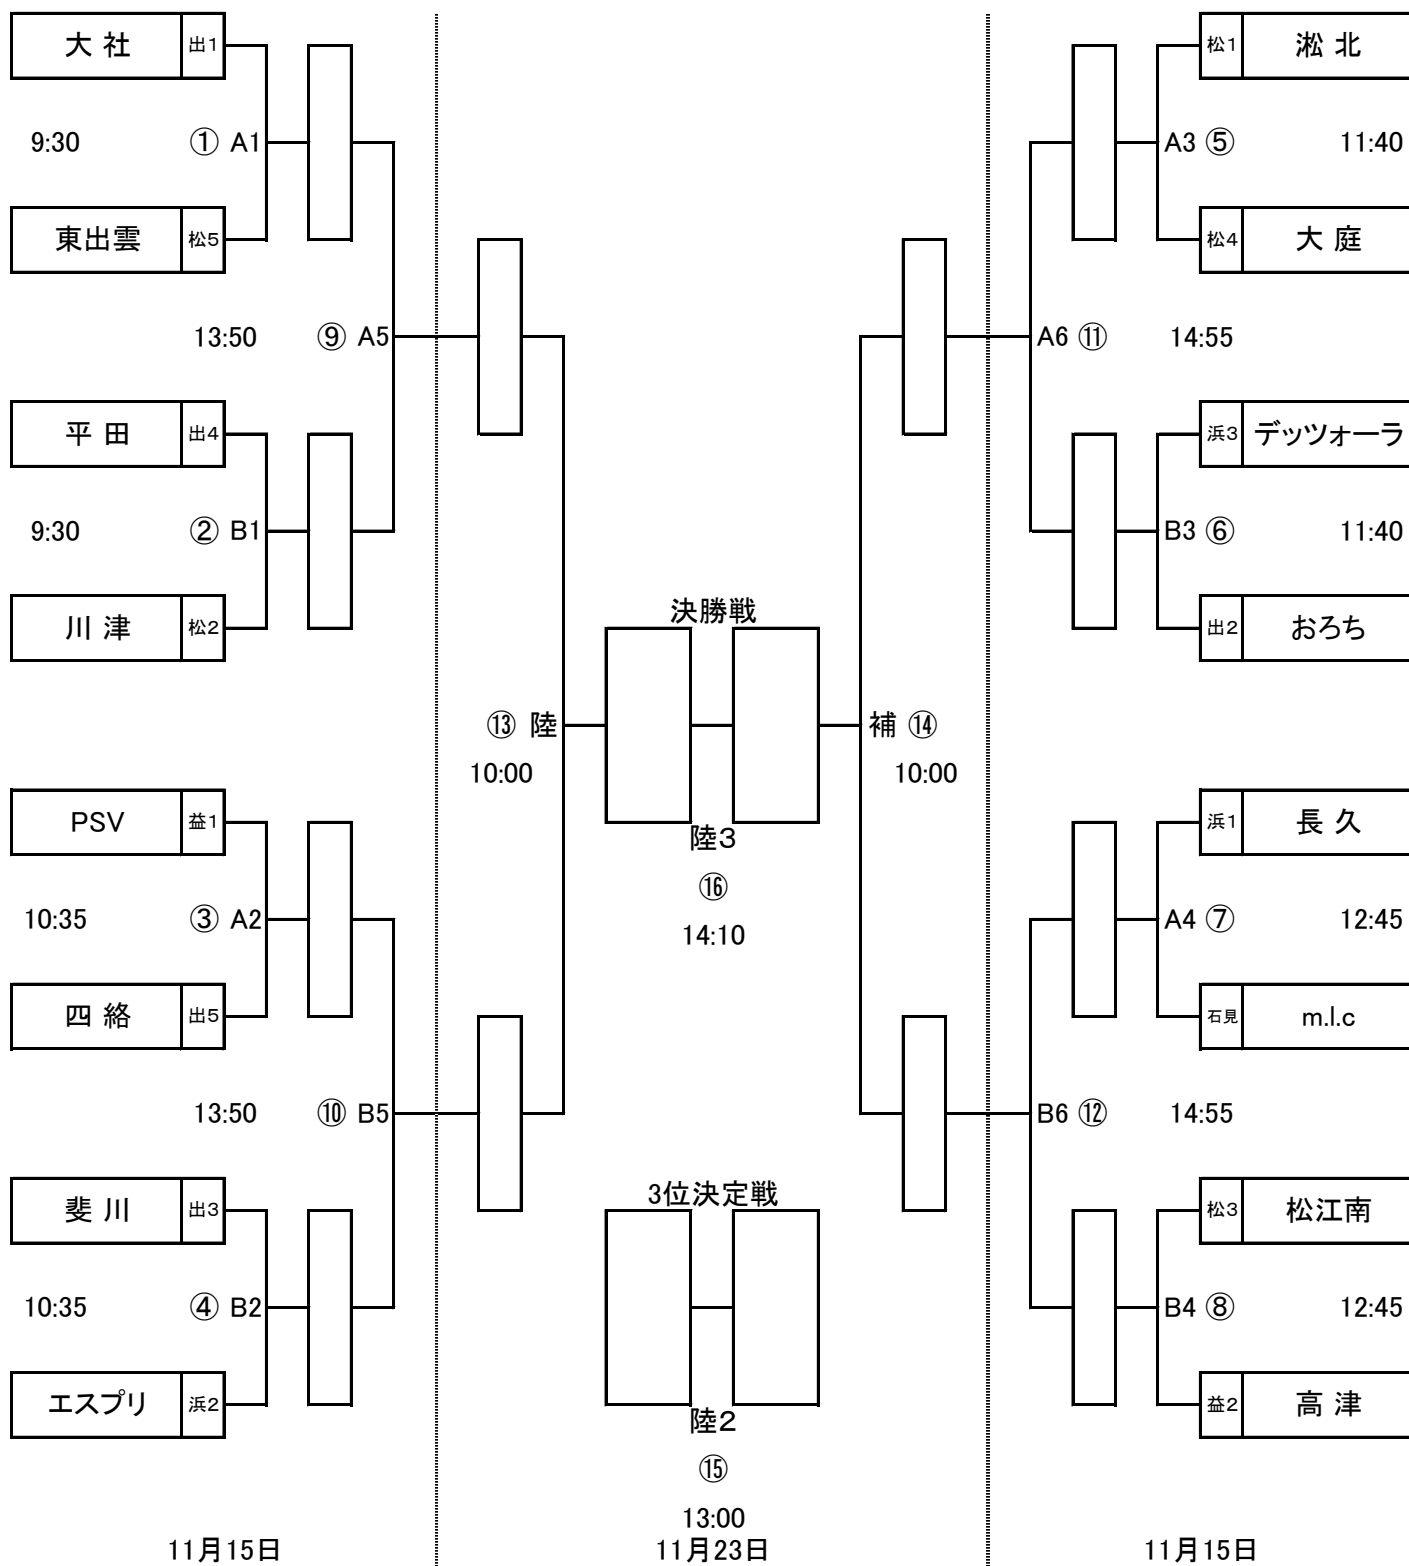 大 社 出1
9:30 ① A1
東出雲 松5
13:50 ⑨ A5
平 田 出4
9:30 ② B1
川 津 松2
PSV 益1
10:35 ③ A2
四 絡 出5
13:50 ⑩ B5
斐 川 出3
10:35 ④ B2
エスプリ 浜2
11月15日
⑬ 陸
10:00
決勝戦
陸3
⑯
14:10
3位決定戦
陸2
⑮
13:00
11月23日
補 ⑭
10:00
松1 淞 北
A3 ⑤ 11:40
松4 大 庭
A6 ⑪ 14:55
浜3 デッツォーラ
B3 ⑥ 11:40
出2 おろち
浜1 長 久
A4 ⑦ 12:45
石見 m.l.c
B6 ⑫ 14:55
松3 松江南
B4 ⑧ 12:45
益2 高 津
11月15日